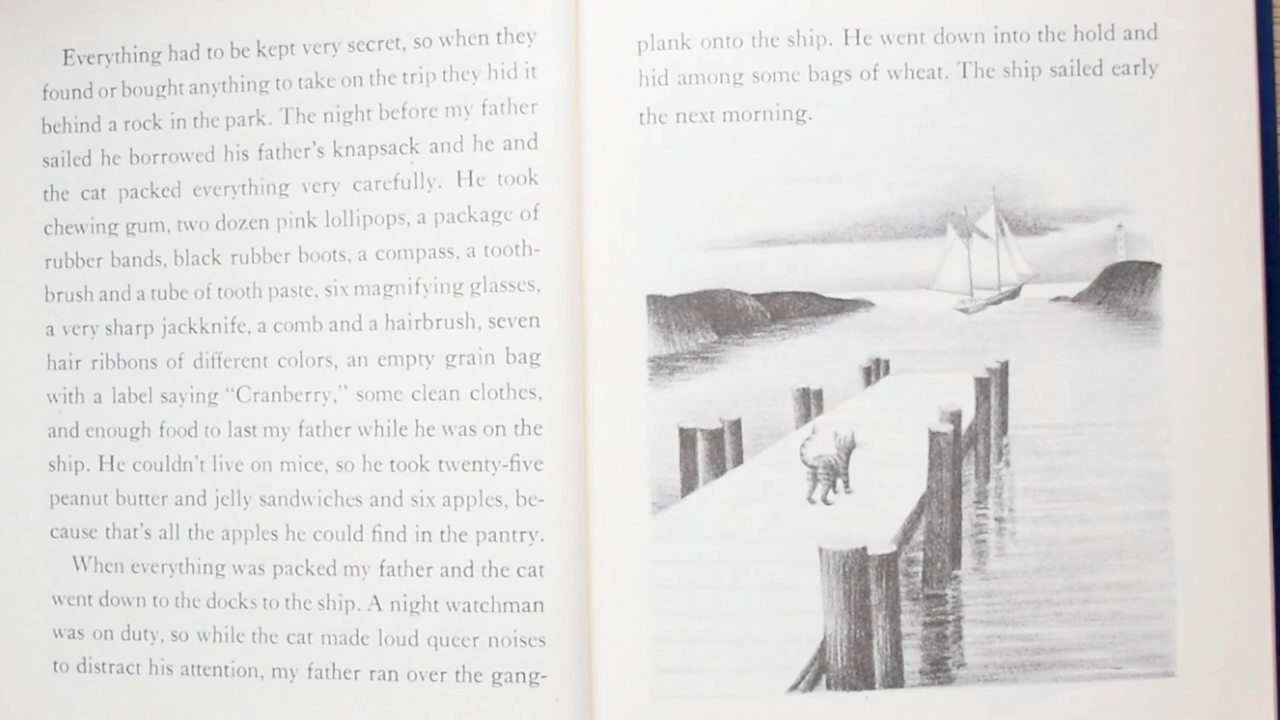 Everything had to be kept very secret, so when they
found or bought anything to take on the trip they hid it
behind a rock in the park. The night before my father
sailed he borrowed his father's knapsack and he and
the cat packed everything very carefully. He took
chewing gum, two dozen pink lollipops, a package of
rubber bands, black rubber boots, a compass, a tooth-
brush and a tube of tooth paste, six magnifying glasses,
a very sharp jackknife, a comb and a hairbrush, seven
hair ribbons of different colors, an empty grain bag
with a label saying “Cranberry,” some clean clothes,
and enough food to last my father while he was on the
ship. He couldn't live on mice, so he took twenty-five
peanut butter and jelly sandwiches and six apples, be-
cause that's all the apples he could find in the pantry.
When everything was packed my father and the cat
went down to the docks to the ship. A night watchman
was on duty, so while the cat made loud queer noises
to distract his attention, my father ran over the gang-
plank onto the ship. He went down into the hold and
hid among some bags of wheat. The ship sailed early
the next morning.